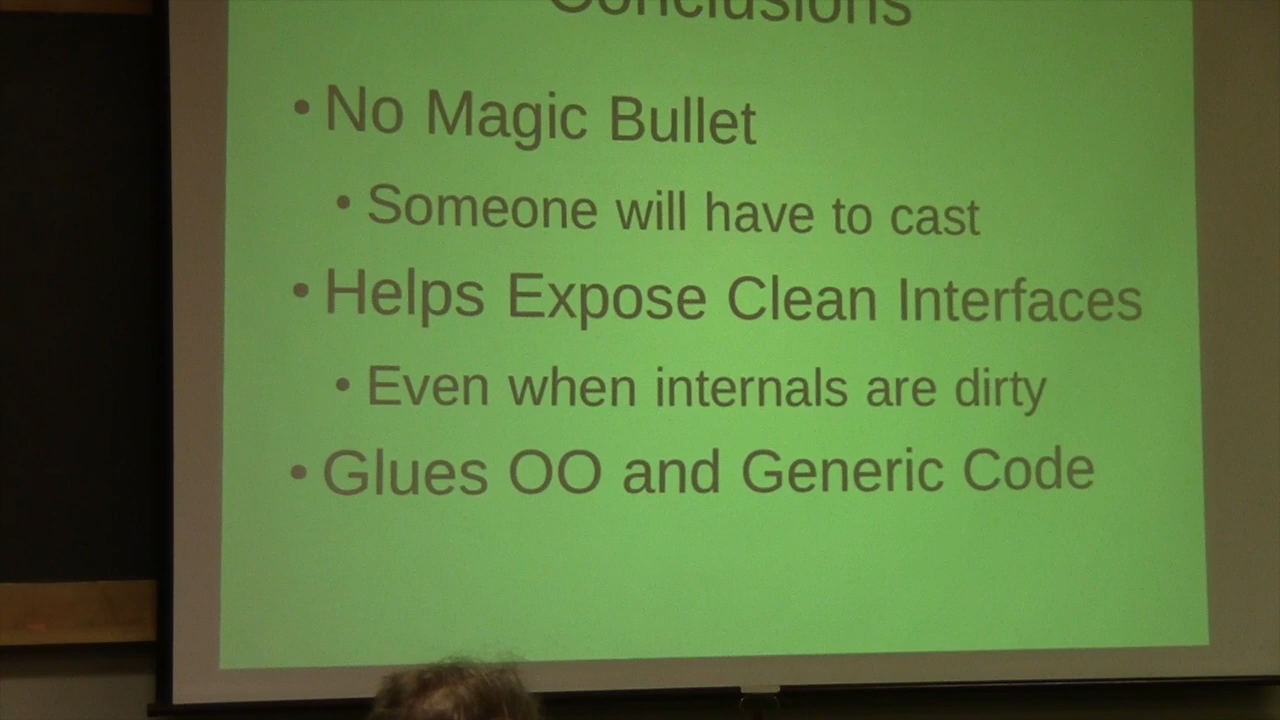 Conclusions
• No Magic Bullet
• Someone will have to cast
• Helps Expose Clean Interfaces
• Even when internals are dirty
• Glues OO and Generic Code